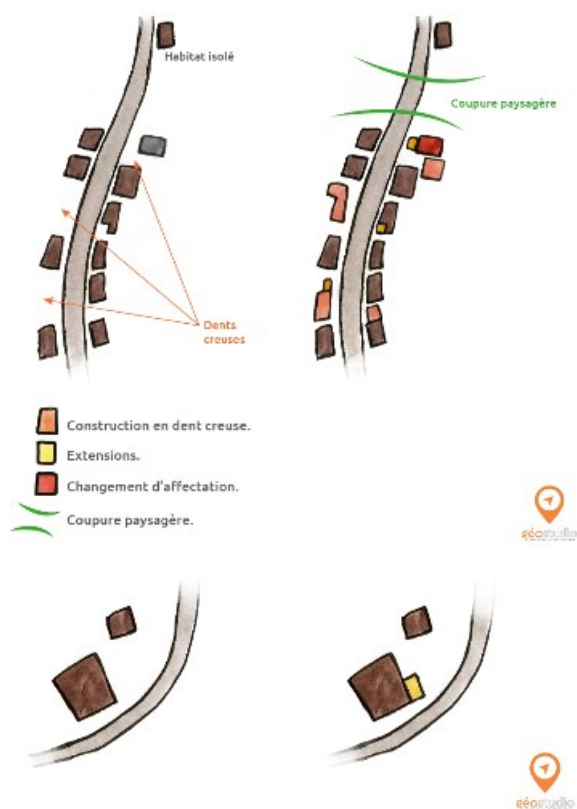 Habitat isolé
Coupure paysagère
Dents
creuses
Construction en dent creuse.
Extensions.
Changement d'affectation.
Coupure paysagère.
géostudio
géostudio